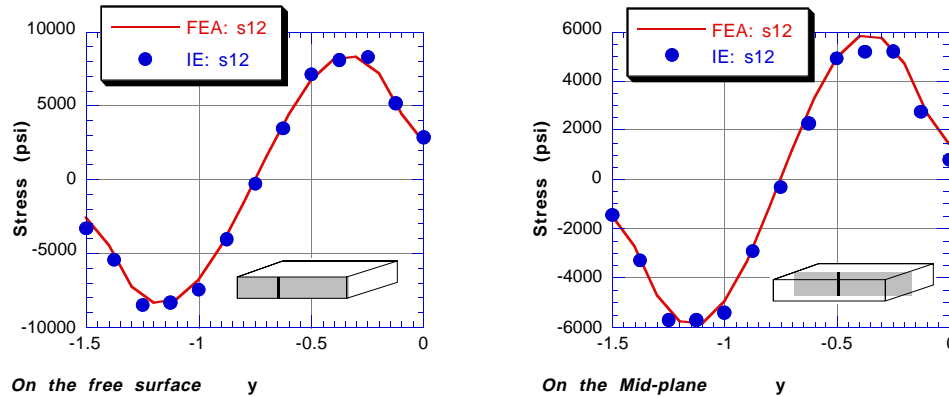 FEA: s12
IE: s12
Stress (psi)
10000
5000
0
-5000
-10000
-1.5
-1
-0.5
0
On the free surface y
FEA: s12
IE: s12
Stress (psi)
6000
4000
2000
0
-2000
-4000
-6000
-1.5
-1
-0.5
0
On the Mid-plane y